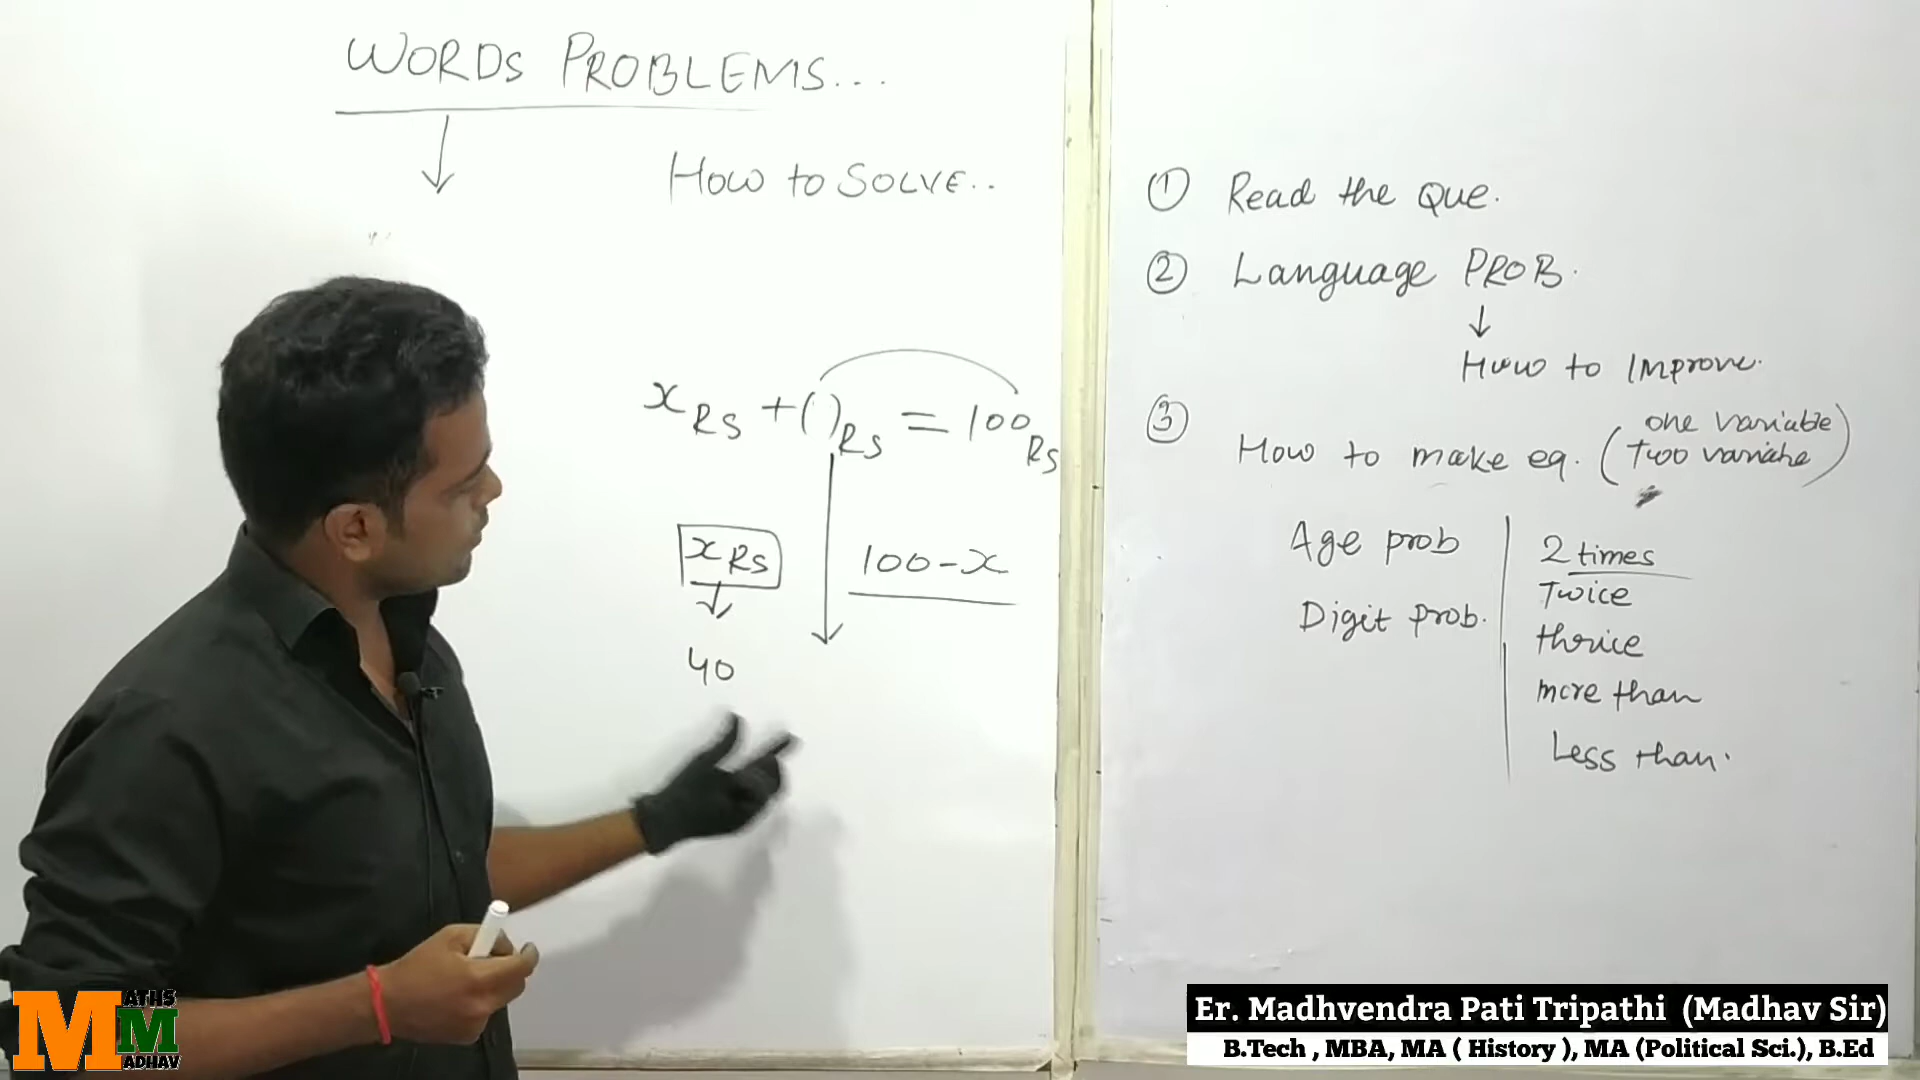 WORDS PROBLEMS...
HOW to SOLVE..
x RS + ( ) RS = 100 RS
x RS
100 - x
40
① Read the Que.
② Language PROB.
How to Improve.
③ How to make eq. (one variable
Two variable)
Age prob
Digit prob.
2 times
Twice
thrice
more than
Less than.
MATHS
MADHAV
Er. Madhvendra Pati Tripathi (Madhav Sir)
B.Tech , MBA, MA ( History ), MA (Political Sci.), B.Ed